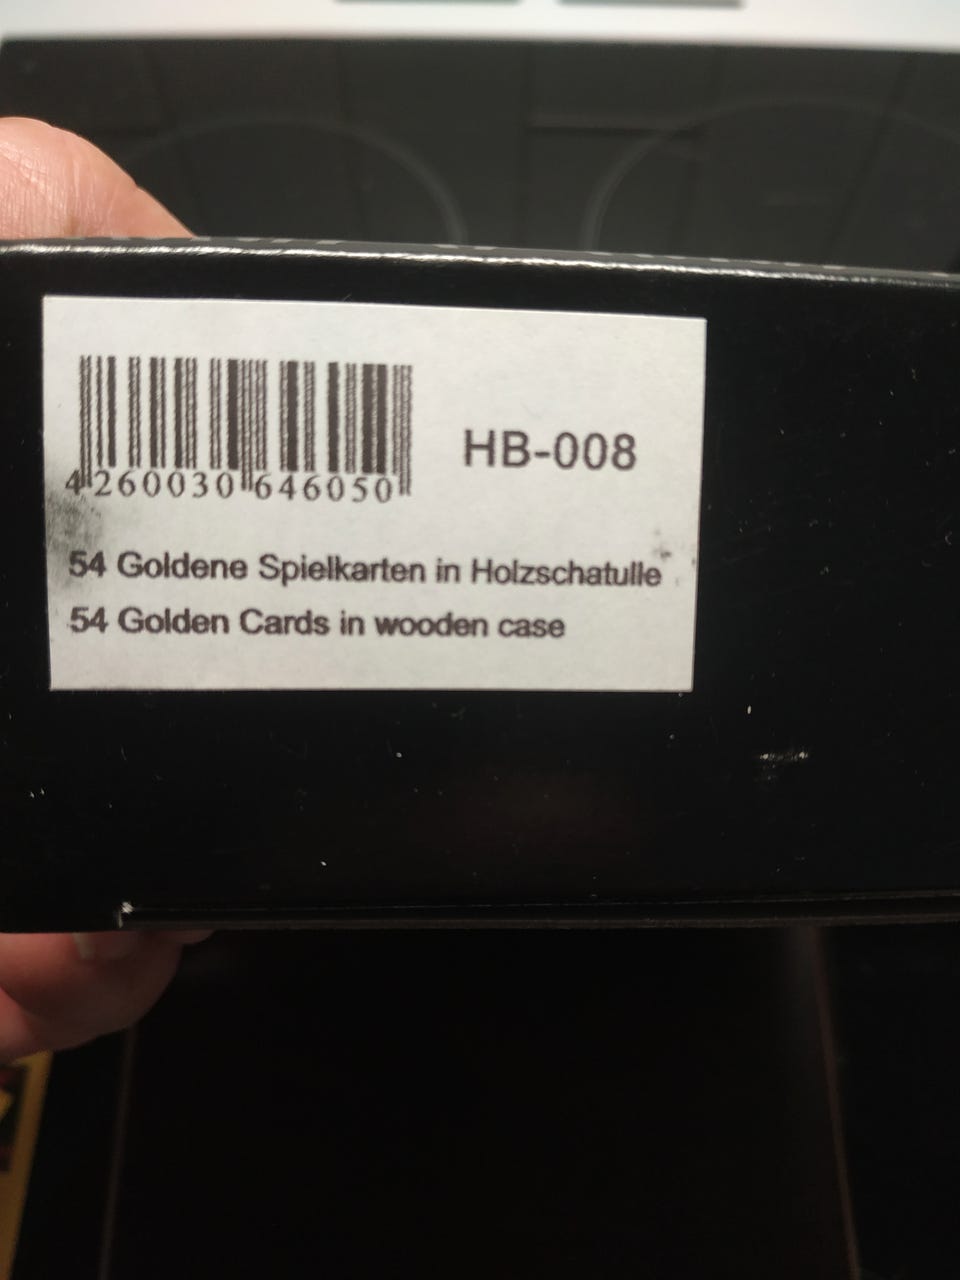 HB-008
4260030646050
54 Goldene Spielkarten in Holzschatulle
54 Golden Cards in wooden case